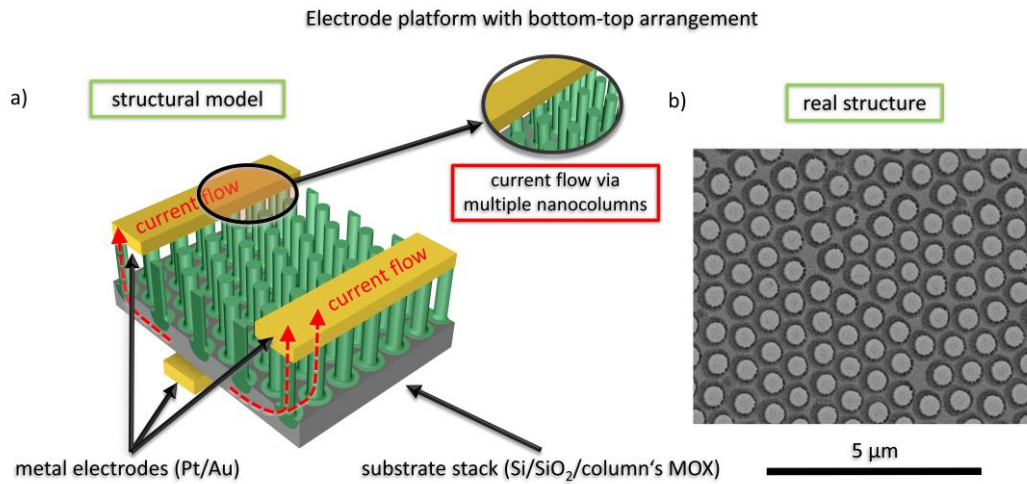 Electrode platform with bottom-top arrangement
a)
structural model
b)
real structure
current flow via
multiple nanocolumns
current flow
current flow
metal electrodes (Pt/Au)
substrate stack (Si/SiO₂/column‘s MOX)
5 µm